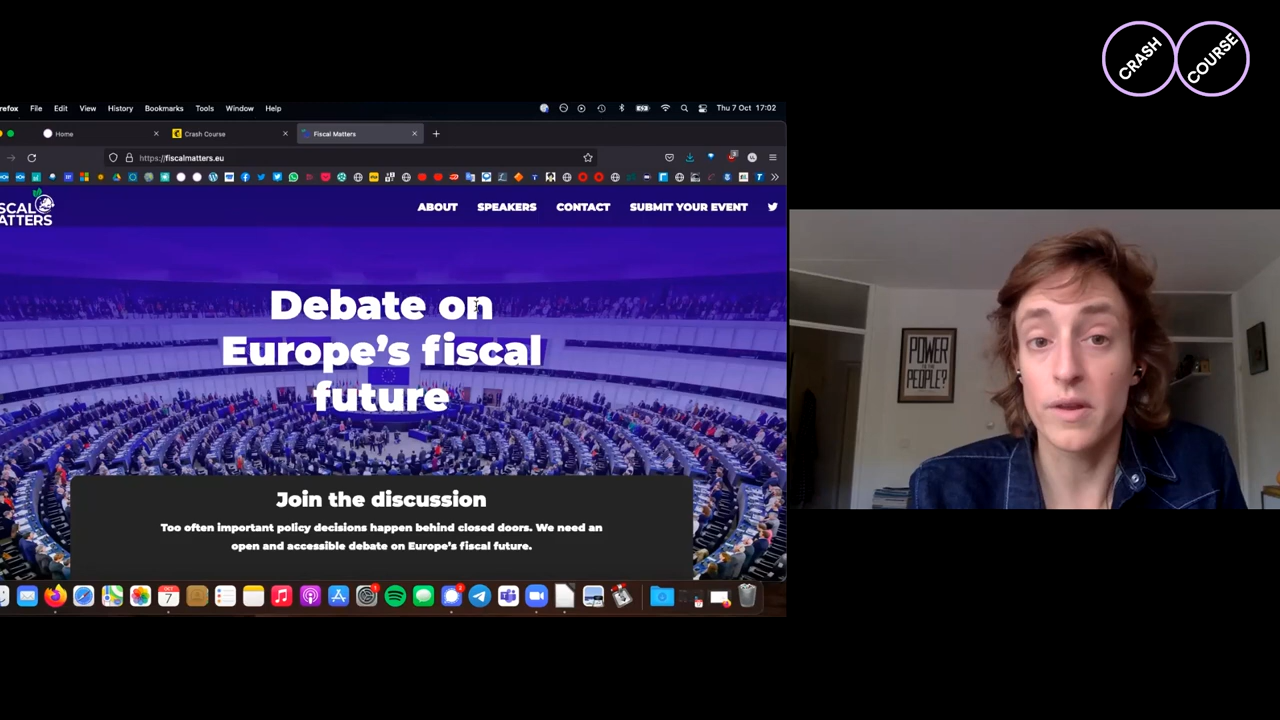 CRASH COURSE
refox File Edit View History Bookmarks Tools Window Help Thu 7 Oct 17:02
Home Crash Course Fiscal Matters
https://fiscalmatters.eu
SCAL
ATTERS
ABOUT SPEAKERS CONTACT SUBMIT YOUR EVENT
Debate on
Europe's fiscal
future
Join the discussion
Too often important policy decisions happen behind closed doors. We need an
open and accessible debate on Europe's fiscal future.
POWER
PEOPLE?